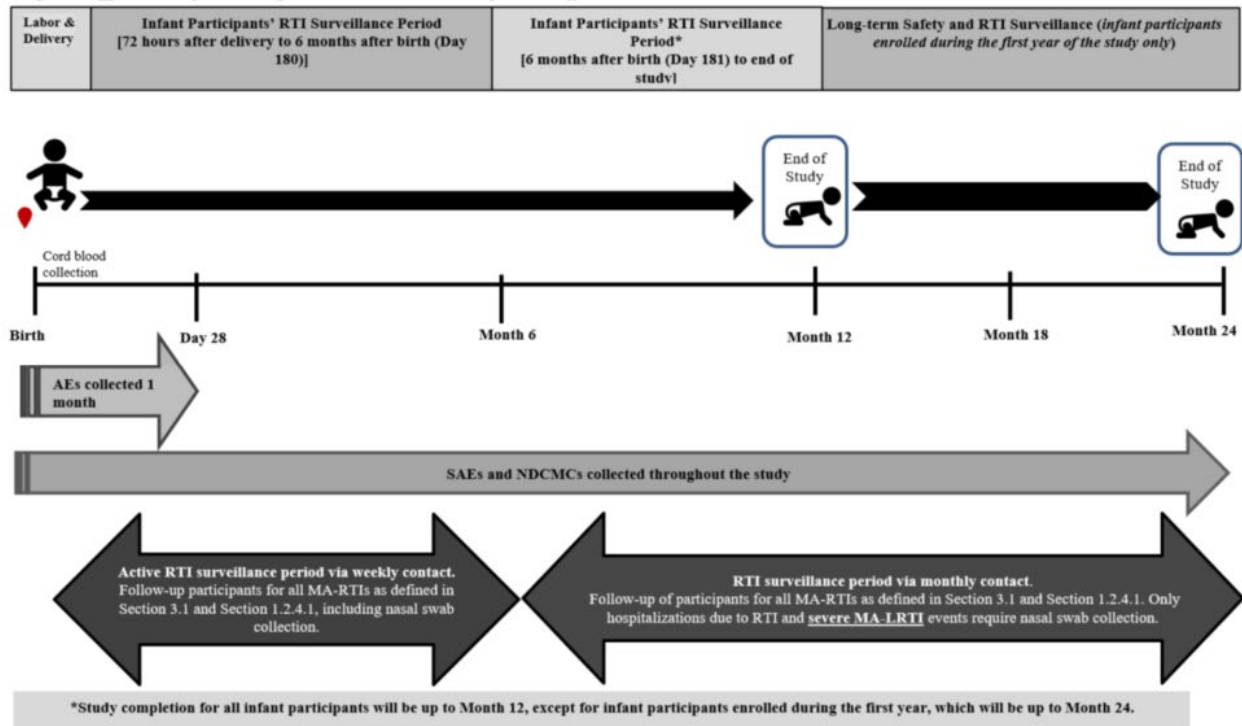 Labor &
Delivery
Infant Participants' RTI Surveillance Period
[72 hours after delivery to 6 months after birth (Day
180)]
Infant Participants' RTI Surveillance
Period*
[6 months after birth (Day 181) to end of
study]
Long-term Safety and RTI Surveillance (infant participants
enrolled during the first year of the study only)
End of
Study
End of
Study
Cord blood
collection
Birth
Day 28
Month 6
Month 12
Month 18
Month 24
AEs collected 1
month
SAEs and NDCMCs collected throughout the study
Active RTI surveillance period via weekly contact.
Follow-up participants for all MA-RTIs as defined in
Section 3.1 and Section 1.2.4.1, including nasal swab
collection.
RTI surveillance period via monthly contact.
Follow-up of participants for all MA-RTIs as defined in Section 3.1 and Section 1.2.4.1. Only
hospitalizations due to RTI and severe MA-LRTI events require nasal swab collection.
*Study completion for all infant participants will be up to Month 12, except for infant participants enrolled during the first year, which will be up to Month 24.